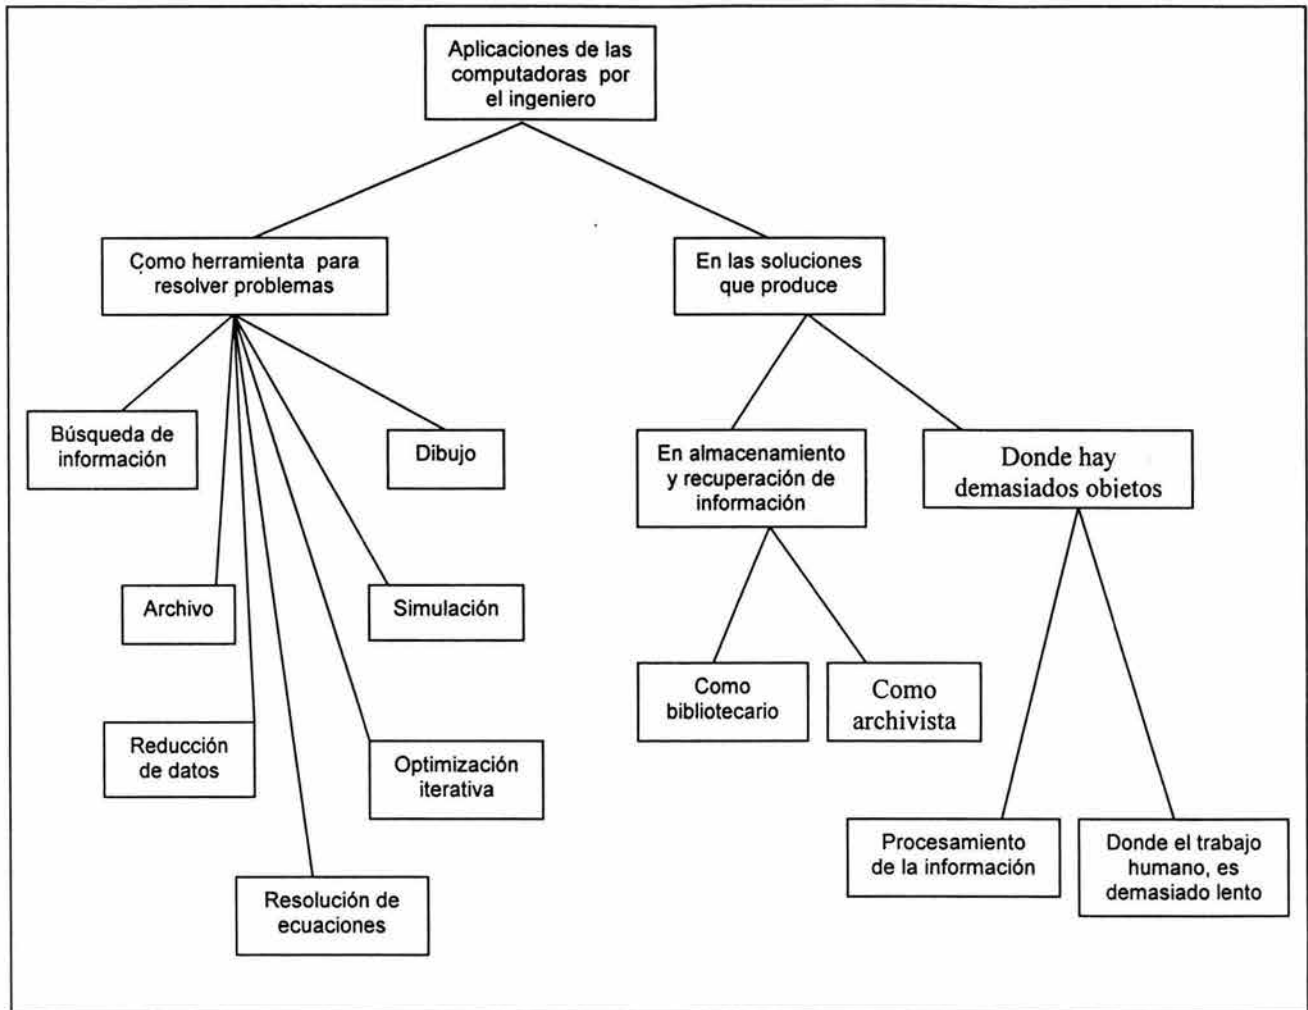 Aplicaciones de las
computadoras por
el ingeniero
Como herramienta para
resolver problemas
En las soluciones
que produce
Búsqueda de
información
Dibujo
En almacenamiento
y recuperación de
información
Donde hay
demasiados objetos
Archivo
Simulación
Como
bibliotecario
Como
archivista
Reducción
de datos
Optimización
iterativa
Procesamiento
de la información
Donde el trabajo
humano, es
demasiado lento
Resolución de
ecuaciones